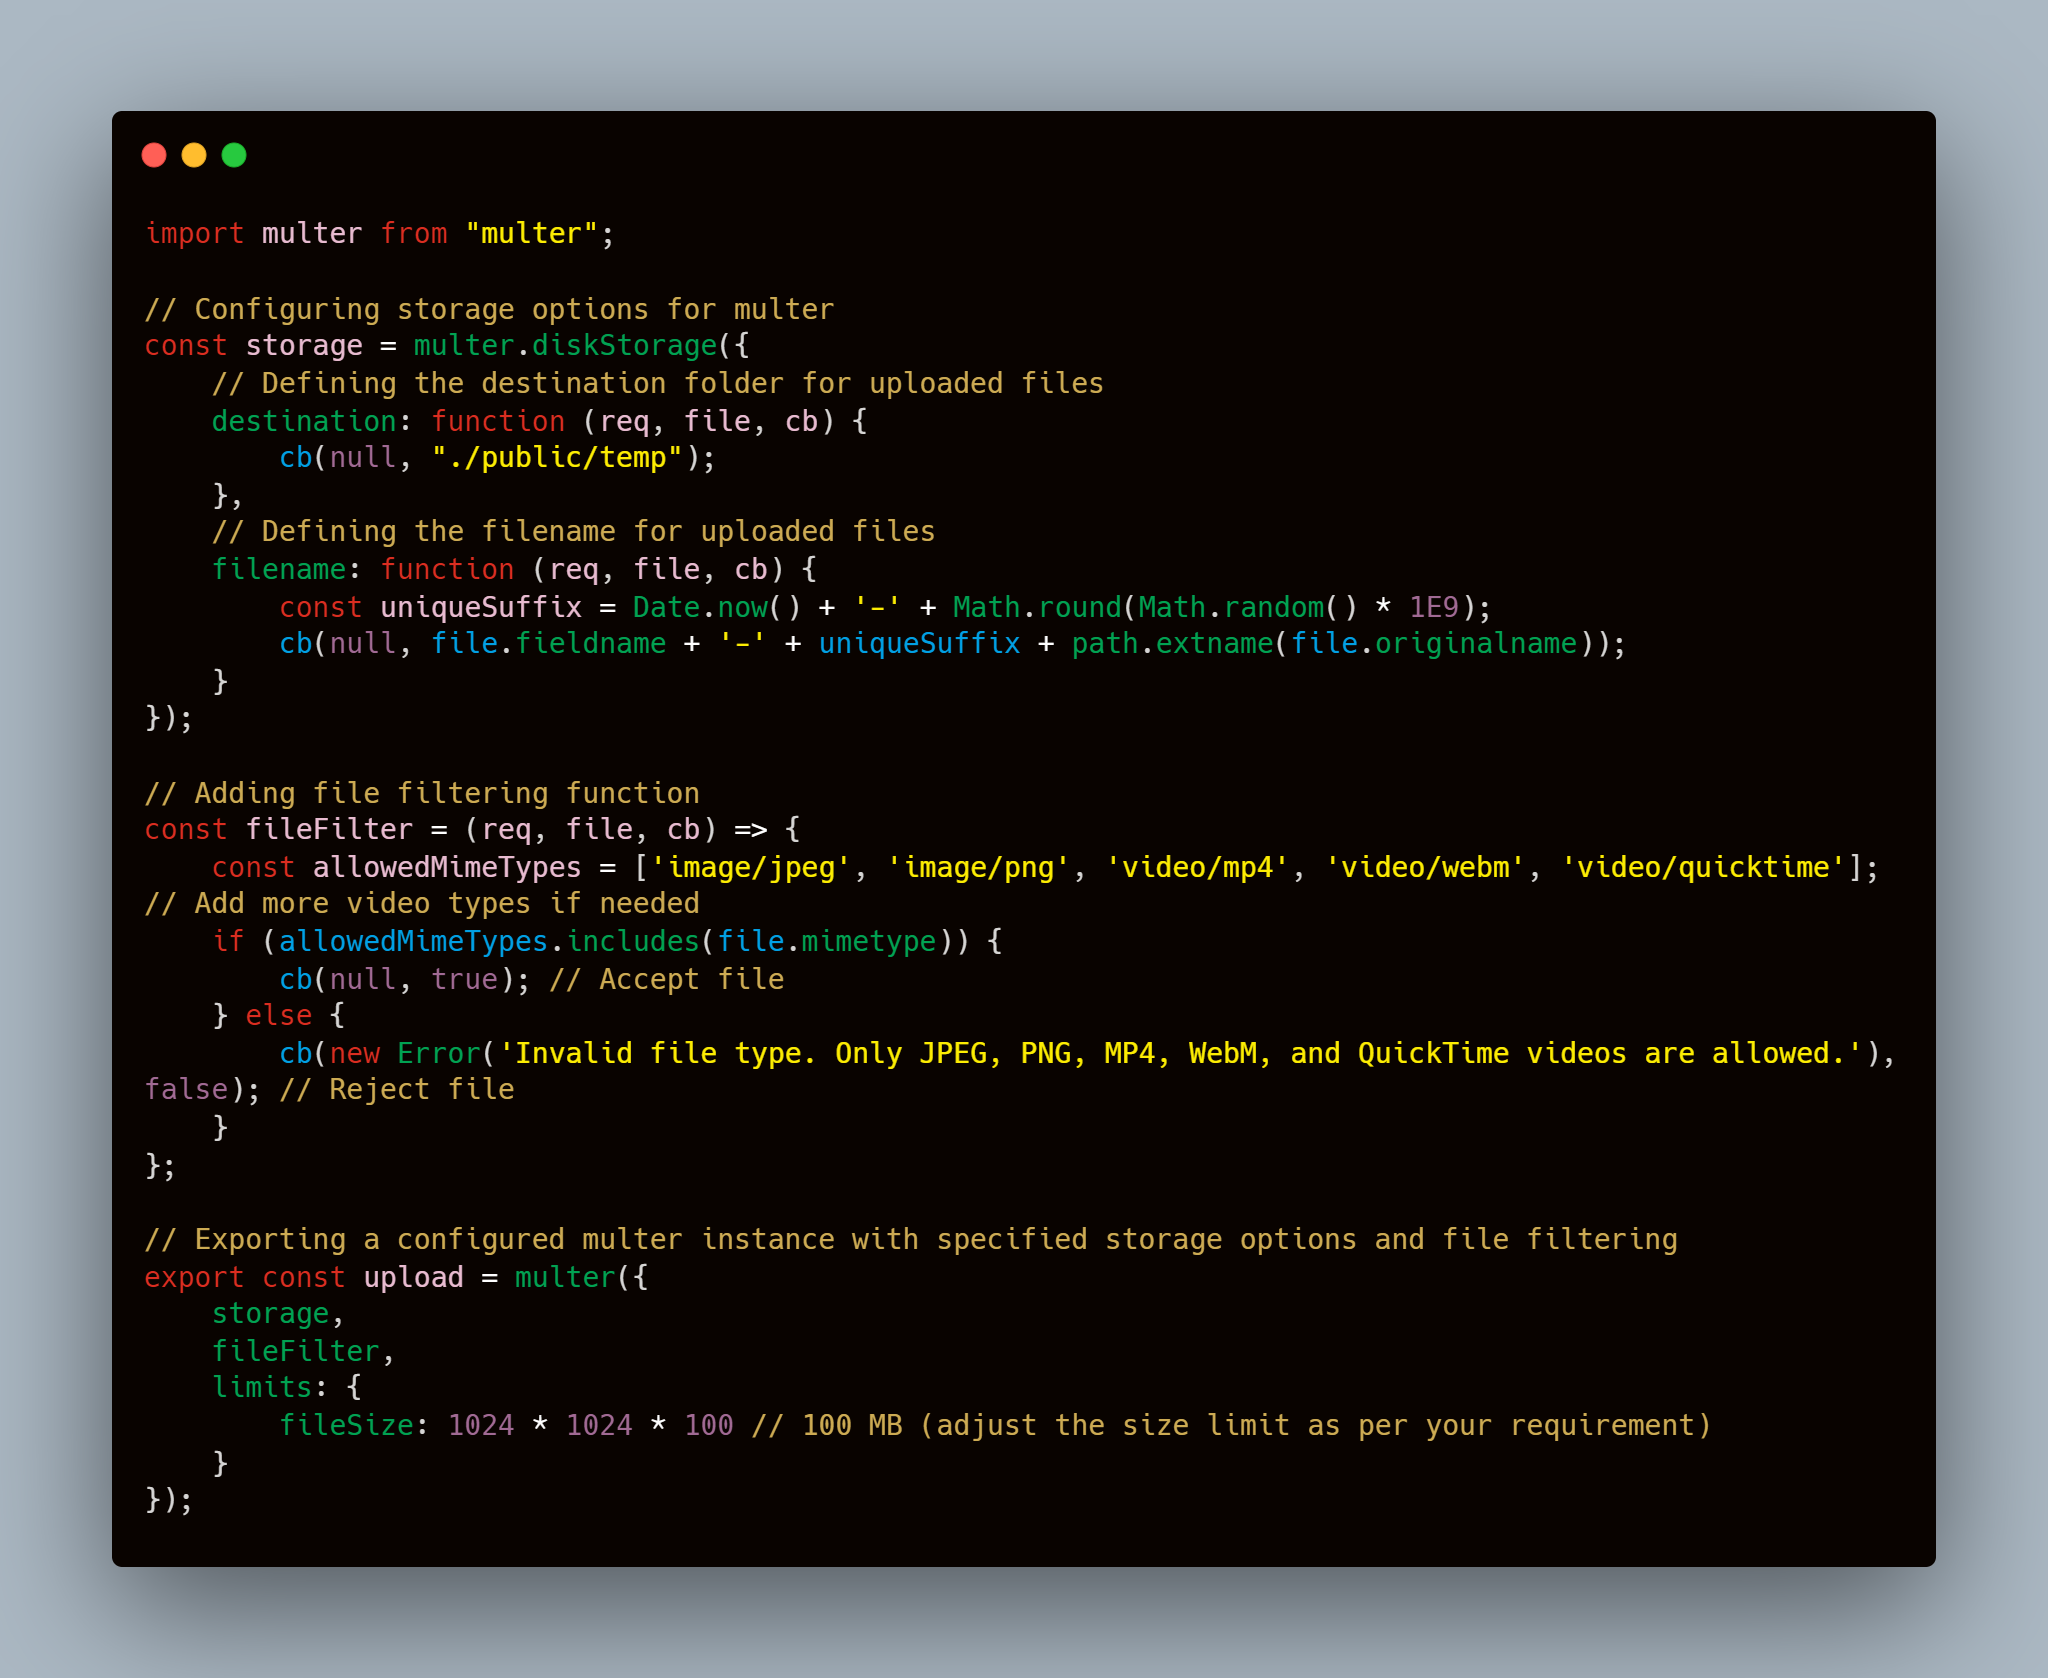 import multer from "multer";

// Configuring storage options for multer
const storage = multer.diskStorage({
    // Defining the destination folder for uploaded files
    destination: function (req, file, cb) {
        cb(null, "./public/temp");
    },
    // Defining the filename for uploaded files
    filename: function (req, file, cb) {
        const uniqueSuffix = Date.now() + '-' + Math.round(Math.random() * 1E9);
        cb(null, file.fieldname + '-' + uniqueSuffix + path.extname(file.originalname));
    }
});

// Adding file filtering function
const fileFilter = (req, file, cb) => {
    const allowedMimeTypes = ['image/jpeg', 'image/png', 'video/mp4', 'video/webm', 'video/quicktime'];
// Add more video types if needed
    if (allowedMimeTypes.includes(file.mimetype)) {
        cb(null, true); // Accept file
    } else {
        cb(new Error('Invalid file type. Only JPEG, PNG, MP4, WebM, and QuickTime videos are allowed.'),
false); // Reject file
    }
};

// Exporting a configured multer instance with specified storage options and file filtering
export const upload = multer({
    storage,
    fileFilter,
    limits: {
        fileSize: 1024 * 1024 * 100 // 100 MB (adjust the size limit as per your requirement)
    }
});